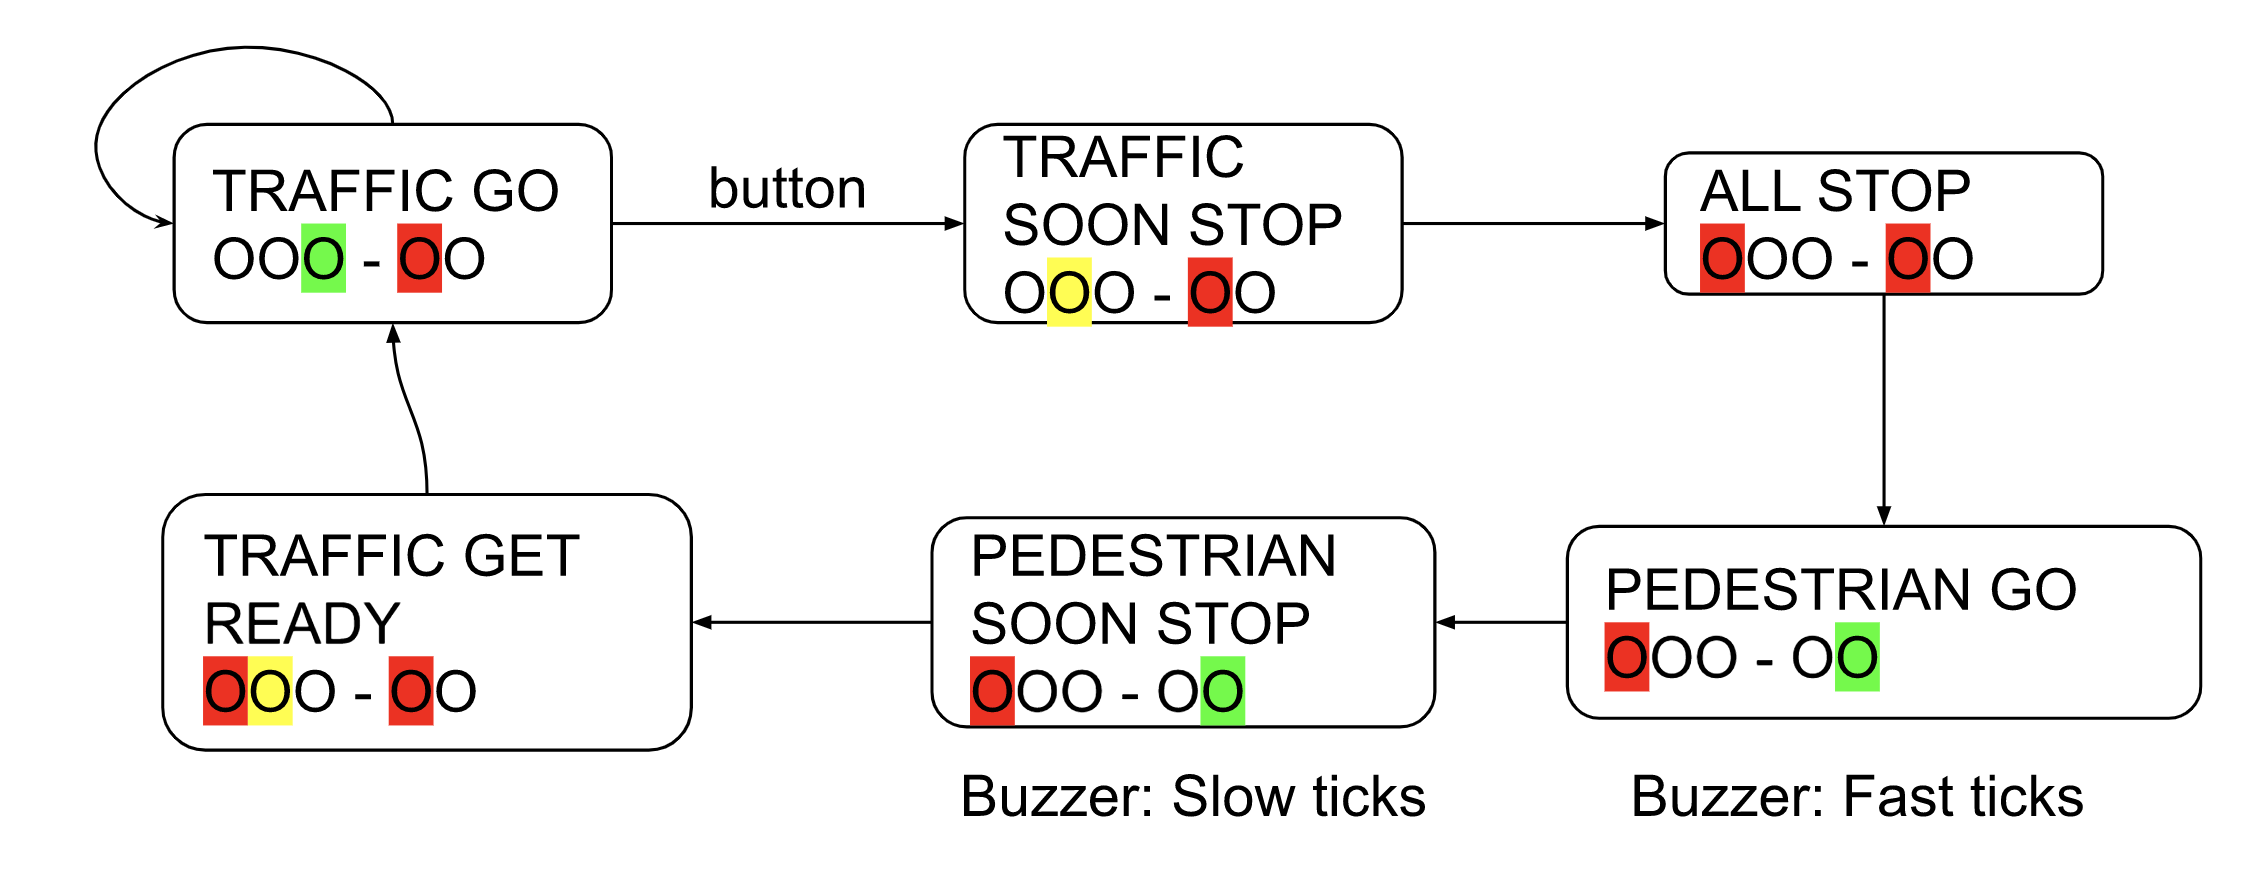 TRAFFIC GO
OOO - OO
button
TRAFFIC
SOON STOP
OOO - OO
ALL STOP
OOO - OO
TRAFFIC GET
READY
OOO - OO
PEDESTRIAN
SOON STOP
OOO - OO
PEDESTRIAN GO
OOO - OO
Buzzer: Slow ticks
Buzzer: Fast ticks